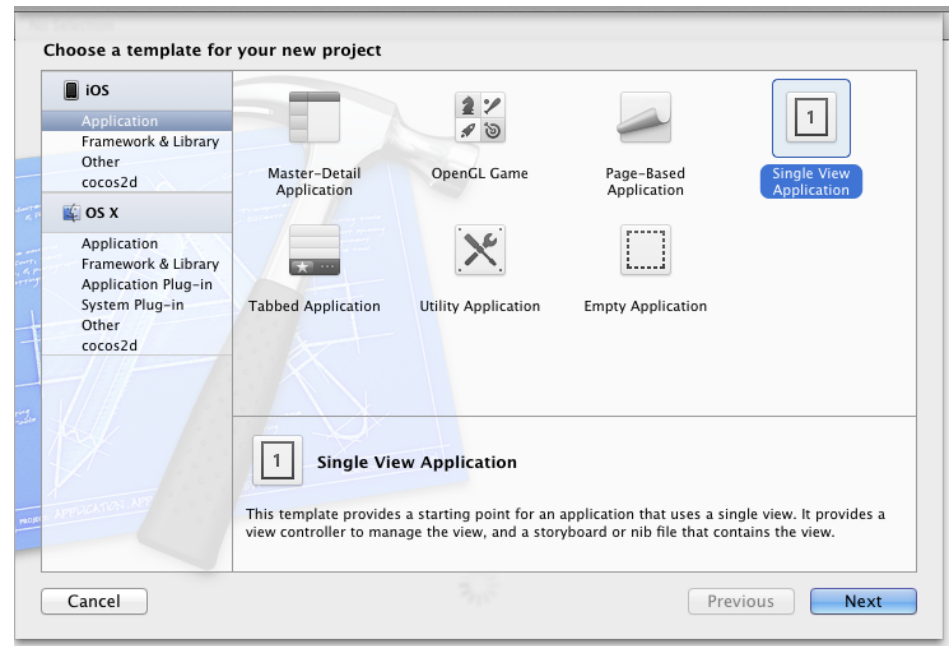 No Selection
Choose a template for your new project
iOS
Application
Framework & Library
Other
cocos2d
OS X
Application
Framework & Library
Application Plug-in
System Plug-in
Other
cocos2d
Master-Detail
Application
OpenGL Game
Page-Based
Application
1
Single View
Application
Tabbed Application
Utility Application
Empty Application
1
Single View Application
This template provides a starting point for an application that uses a single view. It provides a
view controller to manage the view, and a storyboard or nib file that contains the view.
Cancel
Previous
Next